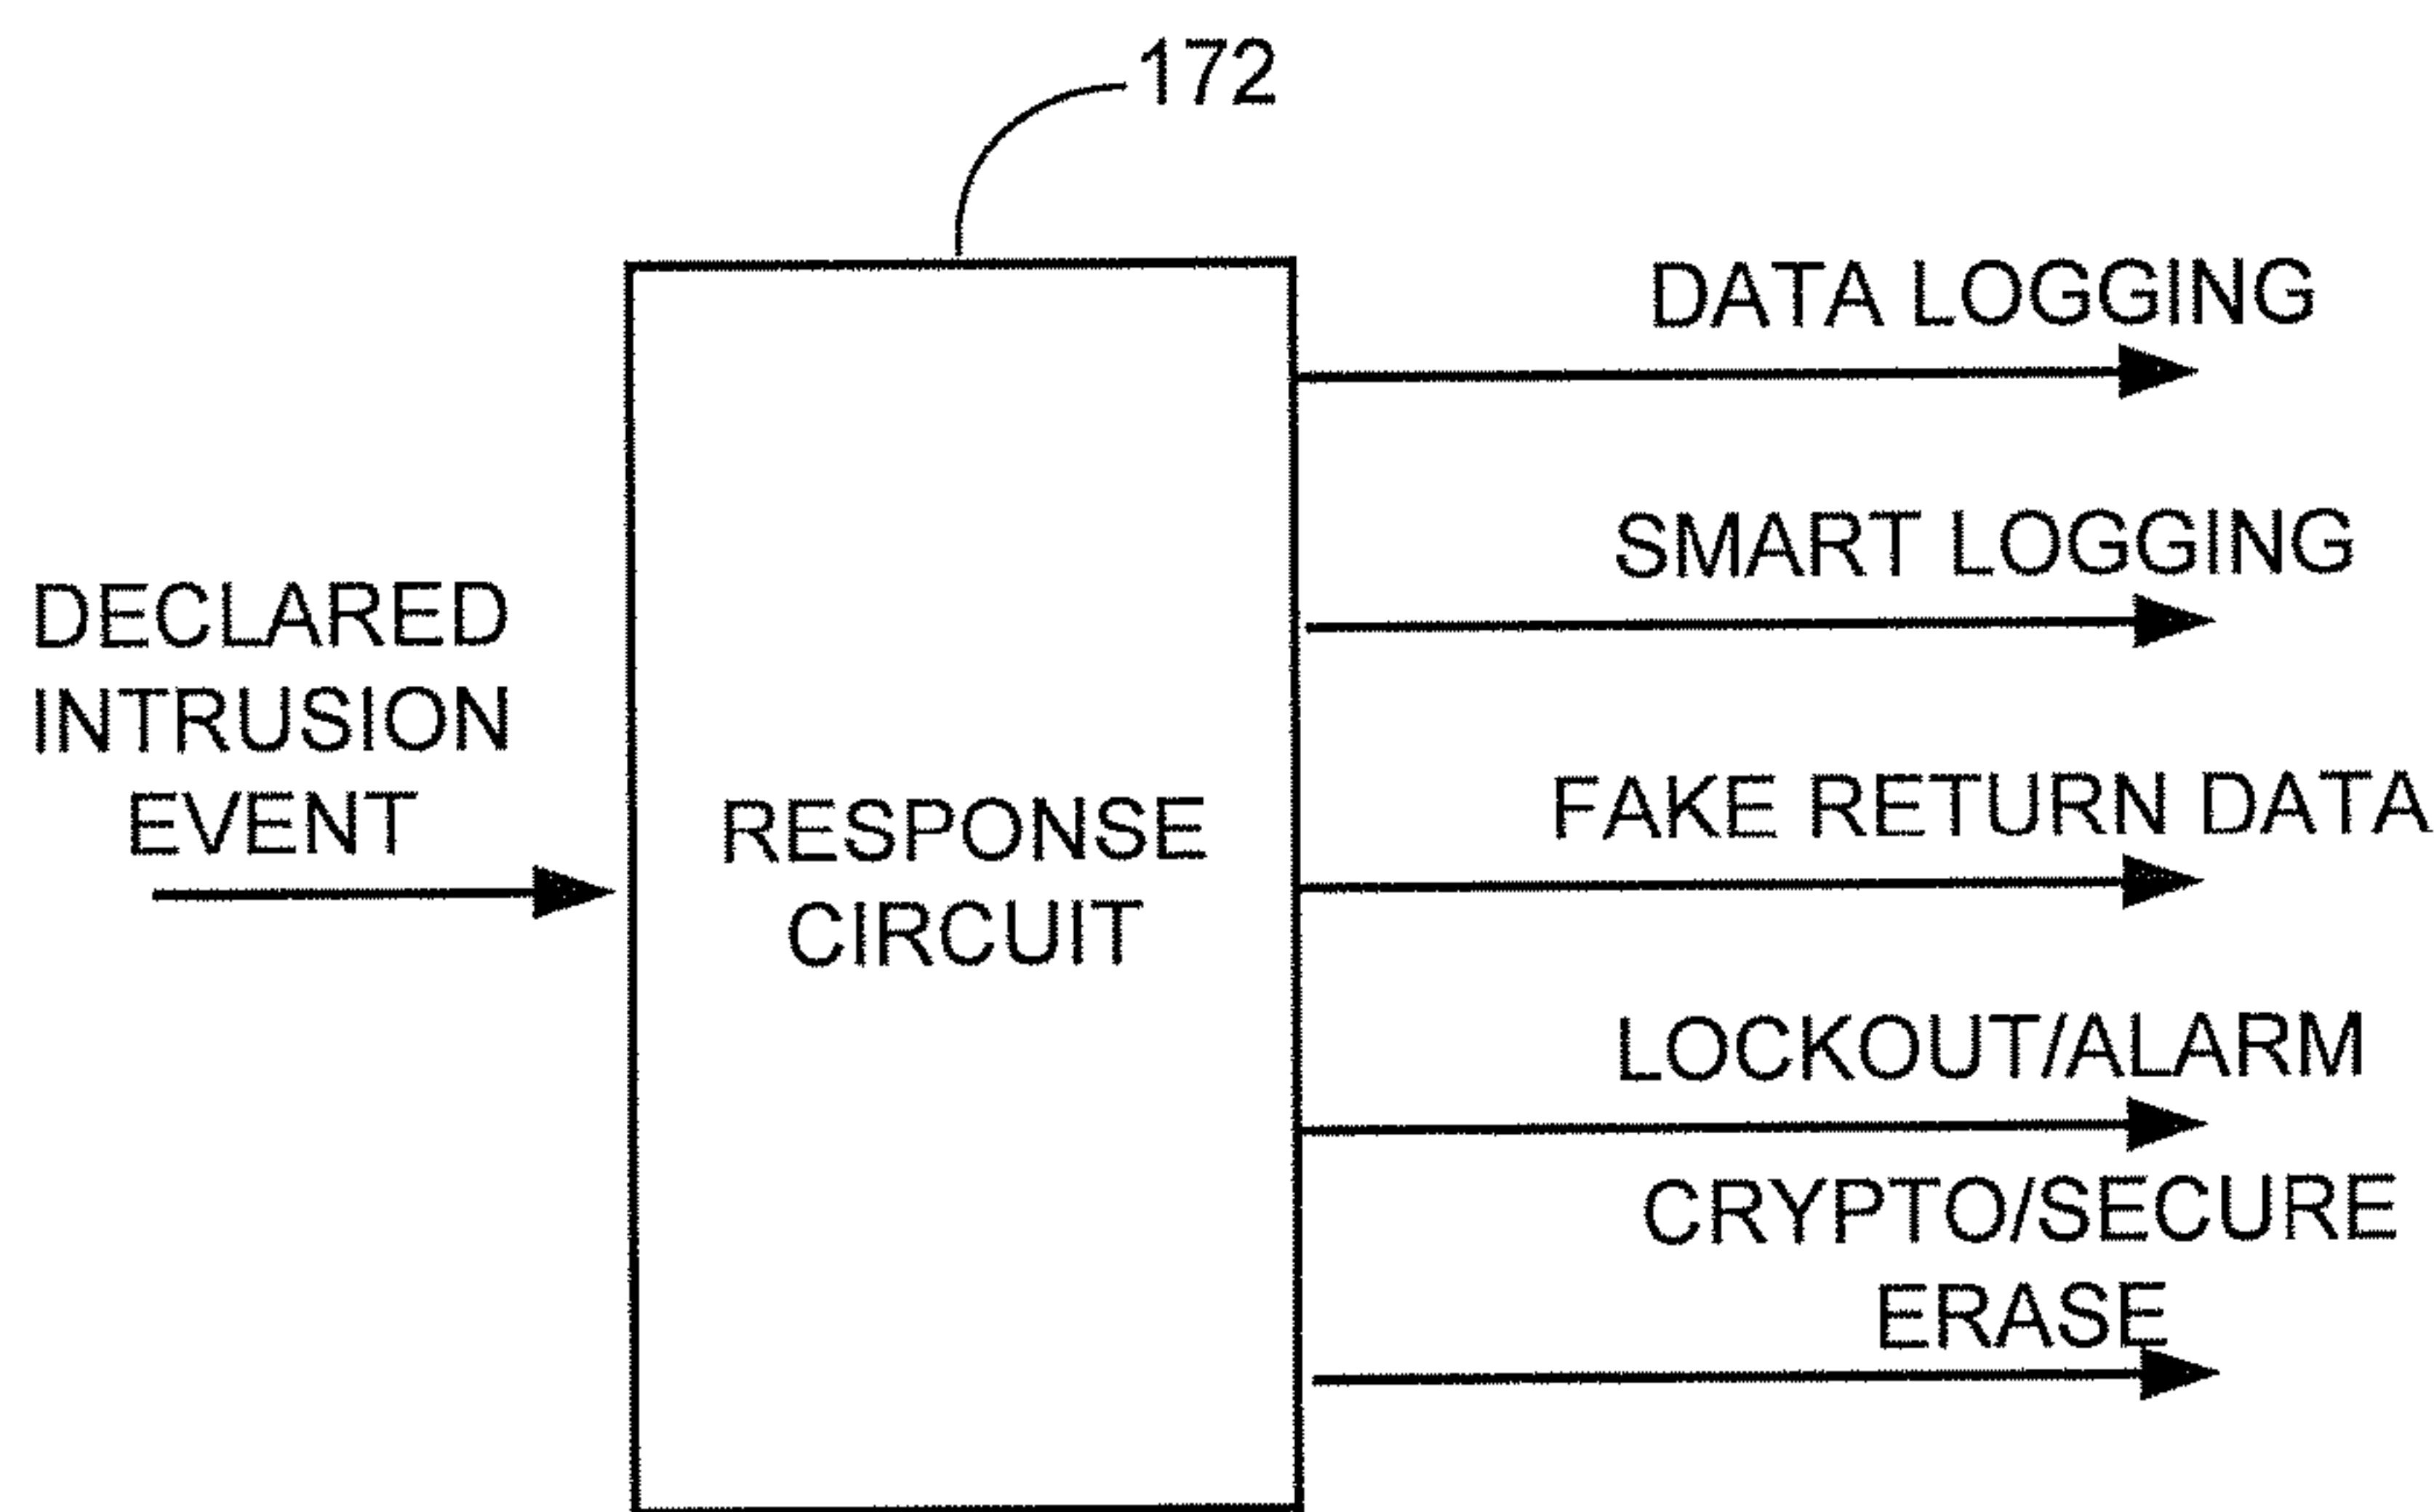 172
DATA LOGGING
SMART LOGGING
DECLARED
INTRUSION
EVENT
RESPONSE
CIRCUIT
FAKE RETURN DATA
LOCKOUT/ALARM
CRYPTO/SECURE
ERASE